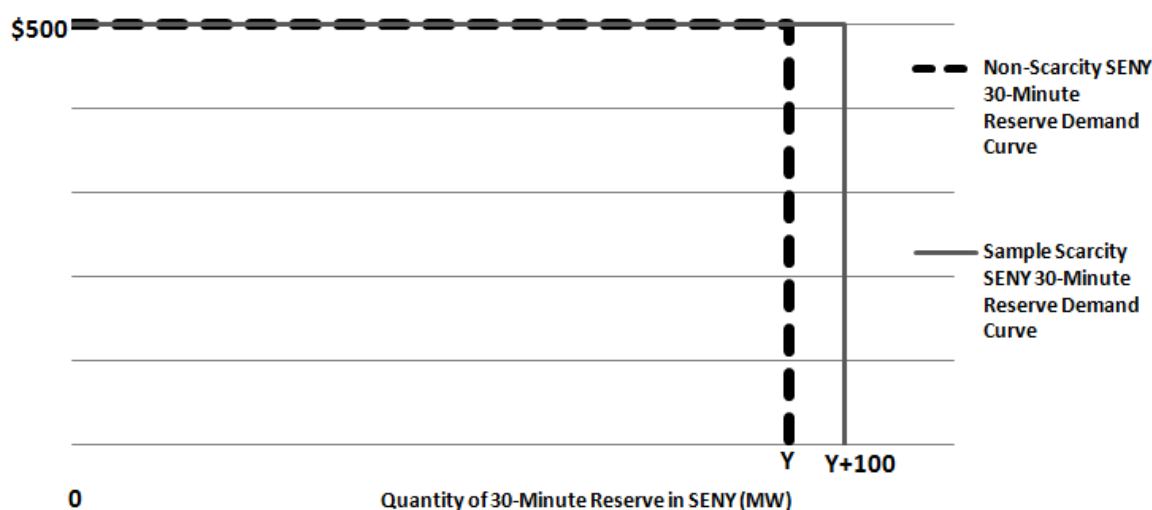 $500
Non-Scarcity SENY
30-Minute
Reserve Demand
Curve
Sample Scarcity
SENY 30-Minute
Reserve Demand
Curve
Y
Y+100
0
Quantity of 30-Minute Reserve in SENY (MW)